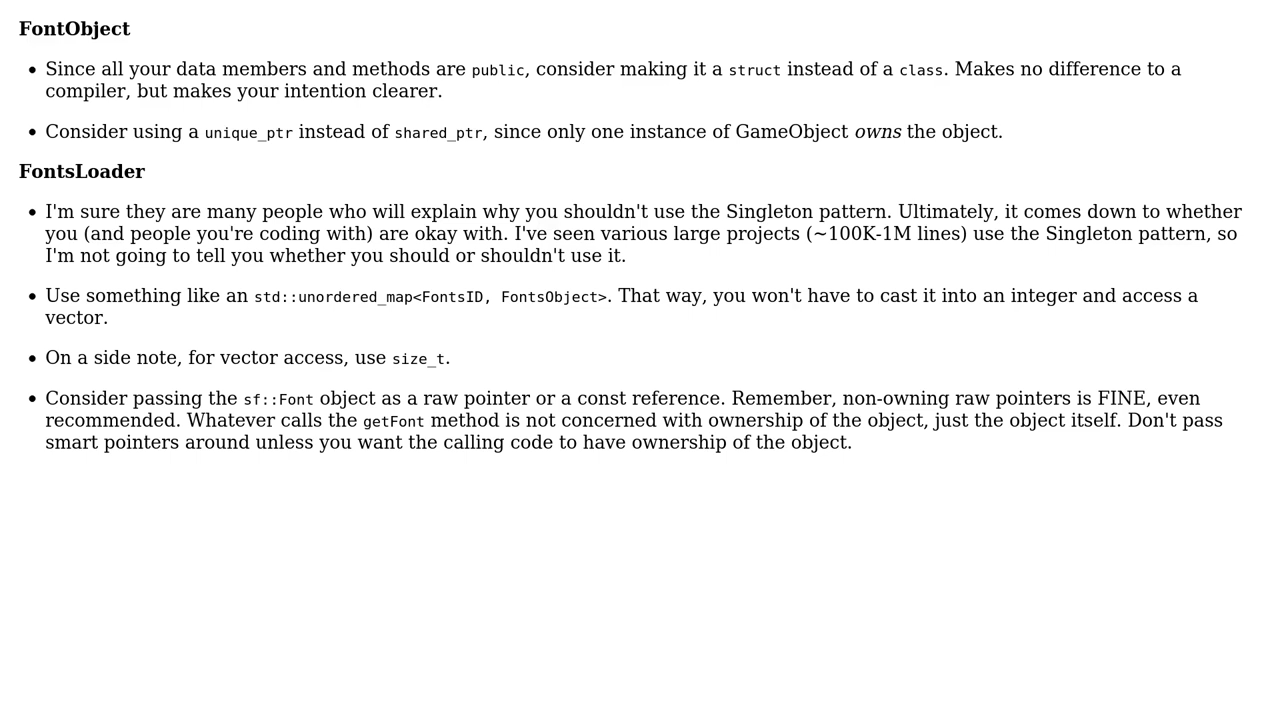 FontObject
• Since all your data members and methods are public, consider making it a struct instead of a class. Makes no difference to a
compiler, but makes your intention clearer.
• Consider using a unique_ptr instead of shared_ptr, since only one instance of GameObject owns the object.
FontsLoader
• I'm sure they are many people who will explain why you shouldn't use the Singleton pattern. Ultimately, it comes down to whether
you (and people you're coding with) are okay with. I've seen various large projects (~100K-1M lines) use the Singleton pattern, so
I'm not going to tell you whether you should or shouldn't use it.
• Use something like an std::unordered_map<FontsID, FontsObject>. That way, you won't have to cast it into an integer and access a
vector.
• On a side note, for vector access, use size_t.
• Consider passing the sf::Font object as a raw pointer or a const reference. Remember, non-owning raw pointers is FINE, even
recommended. Whatever calls the getFont method is not concerned with ownership of the object, just the object itself. Don't pass
smart pointers around unless you want the calling code to have ownership of the object.